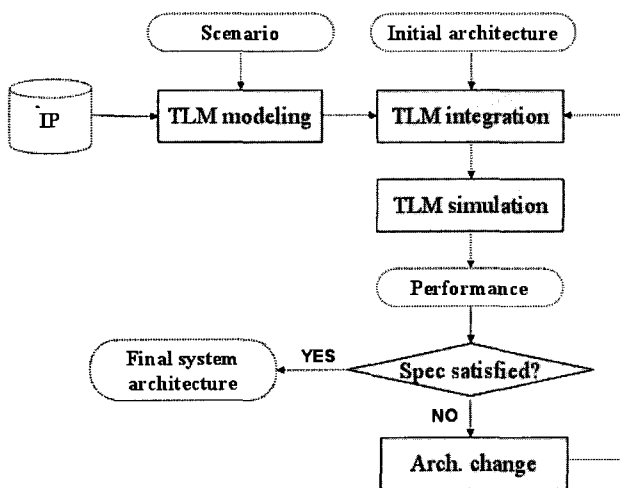 Scenario
Initial architecture
IP
TLM modeling
TLM integration
TLM simulation
Performance
Spec satisfied?
YES
Final system
architecture
NO
Arch. change